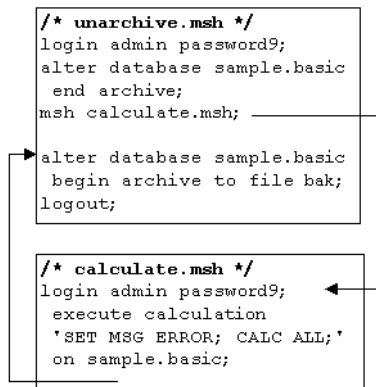 /* unarchive.msh */
login admin password9;
alter database sample.basic
end archive;
msh calculate.msh;
alter database sample.basic
begin archive to file bak;
logout;
/* calculate.msh */
login admin password9;
execute calculation
'SET MSG ERROR; CALC ALL;'
on sample.basic;